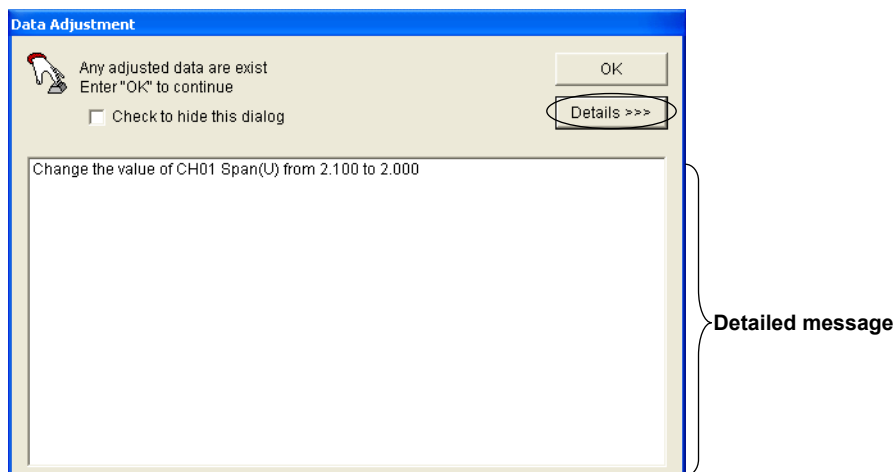 Data Adjustment
Any adjusted data are exist
Enter "OK" to continue
Check to hide this dialog
OK
Details >>>
Change the value of CH01 Span(U) from 2.100 to 2.000
Detailed message